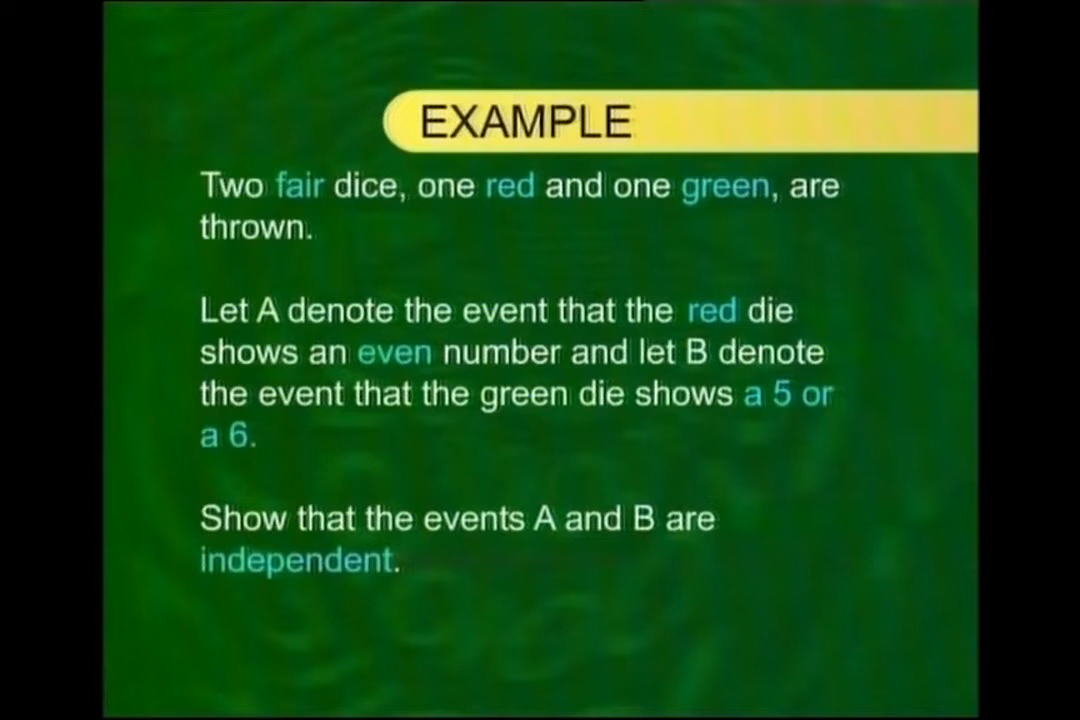 EXAMPLE
Two fair dice, one red and one green, are
thrown.
Let A denote the event that the red die
shows an even number and let B denote
the event that the green die shows a 5 or
a 6.
Show that the events A and B are
independent.